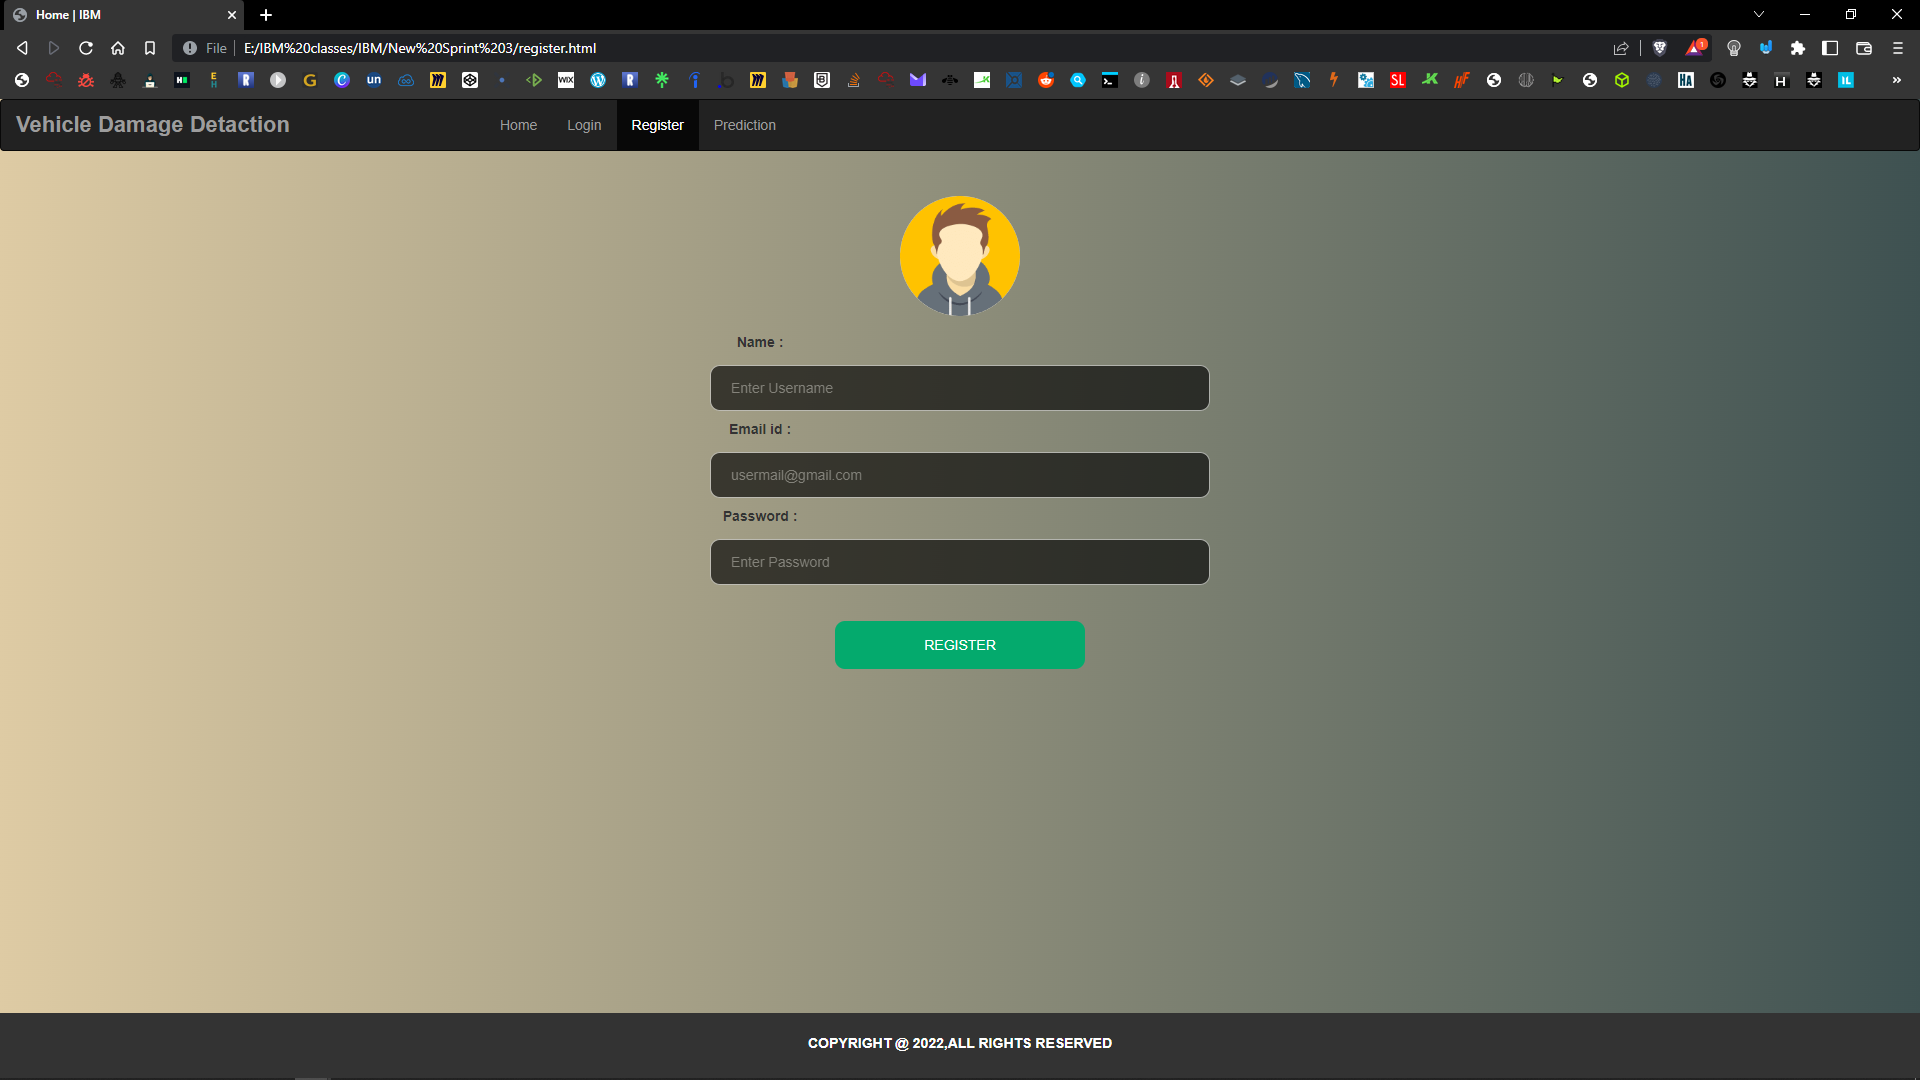 Home | IBM
File E:/IBM%20classes/IBM/New%20Sprint%203/register.html
Vehicle Damage Detaction Home Login Register Prediction
Name :
Enter Username
Email id :
usermail@gmail.com
Password :
Enter Password
REGISTER
COPYRIGHT @ 2022,ALL RIGHTS RESERVED